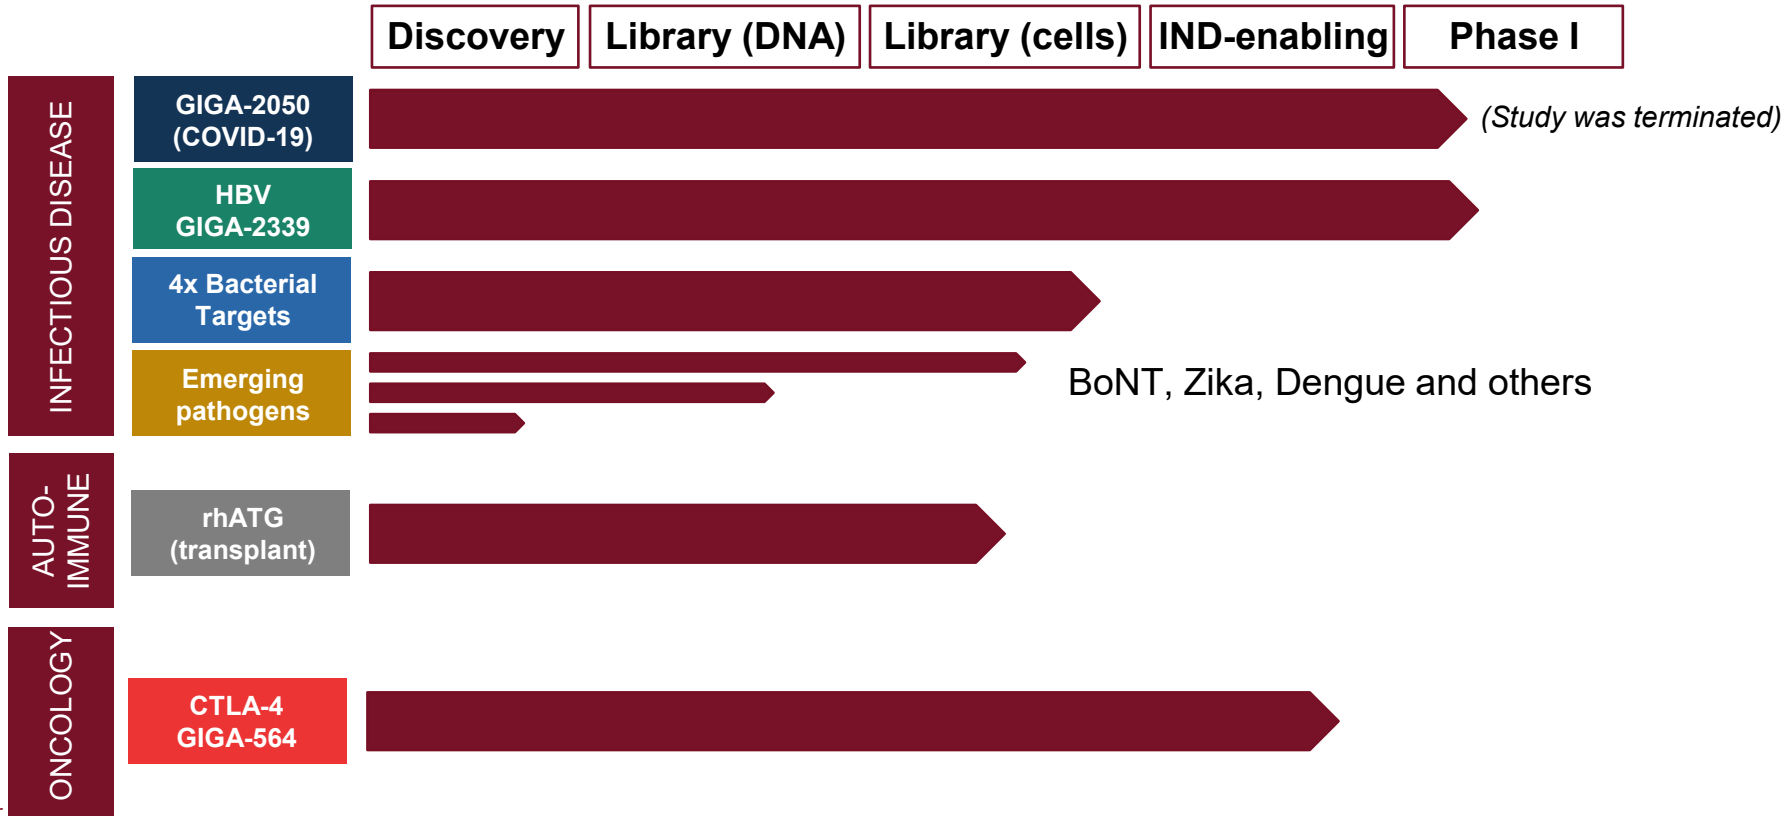 Discovery
Library (DNA)
Library (cells)
IND-enabling
Phase I
INFECTIOUS DISEASE
GIGA-2050
(COVID-19)
(Study was terminated)
HBV
GIGA-2339
4x Bacterial
Targets
Emerging
pathogens
BoNT, Zika, Dengue and others
AUTO-
IMMUNE
rhATG
(transplant)
ONCOLOGY
CTLA-4
GIGA-564